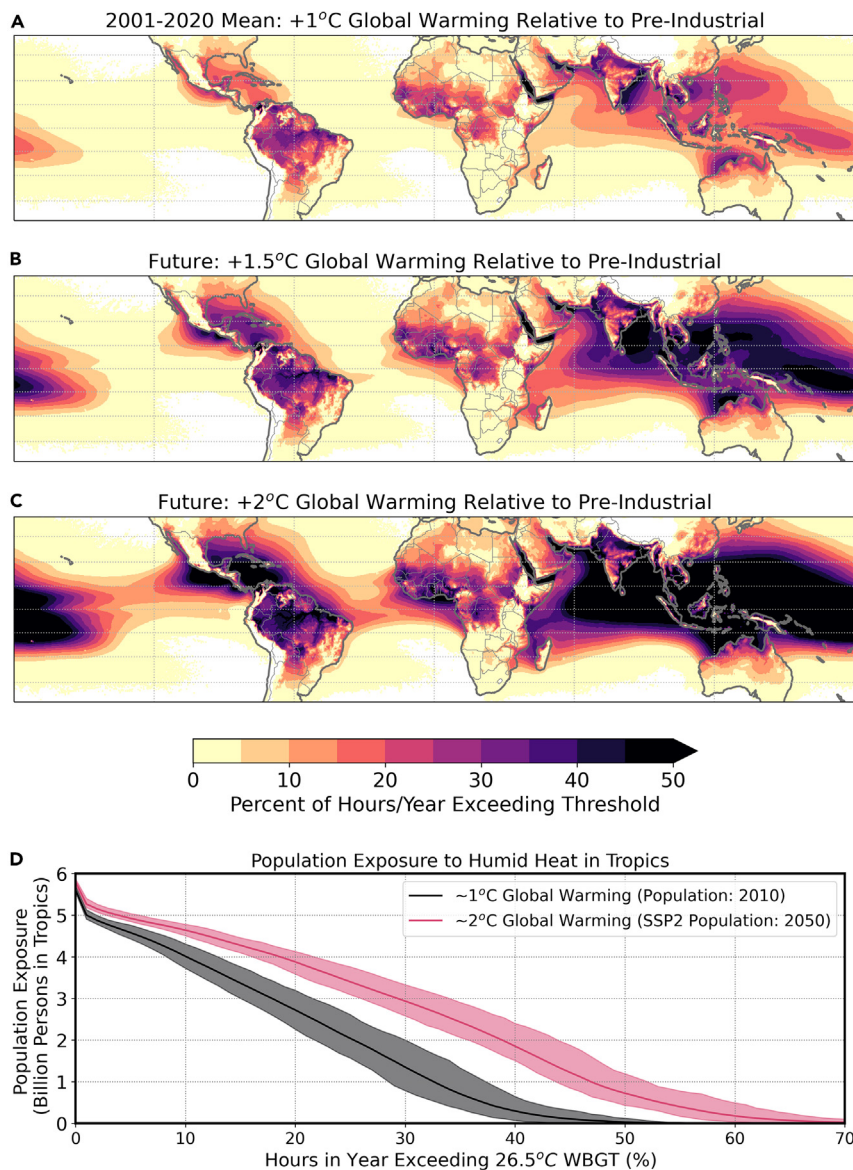 A
2001-2020 Mean: +1°C Global Warming Relative to Pre-Industrial
B
Future: +1.5°C Global Warming Relative to Pre-Industrial
C
Future: +2°C Global Warming Relative to Pre-Industrial
0 10 20 30 40 50
Percent of Hours/Year Exceeding Threshold
D
Population Exposure to Humid Heat in Tropics
~1°C Global Warming (Population: 2010)
~2°C Global Warming (SSP2 Population: 2050)
Population Exposure
(Billion Persons in Tropics)
6
5
4
3
2
1
0
0 10 20 30 40 50 60 70
Hours in Year Exceeding 26.5°C WBGT (%)